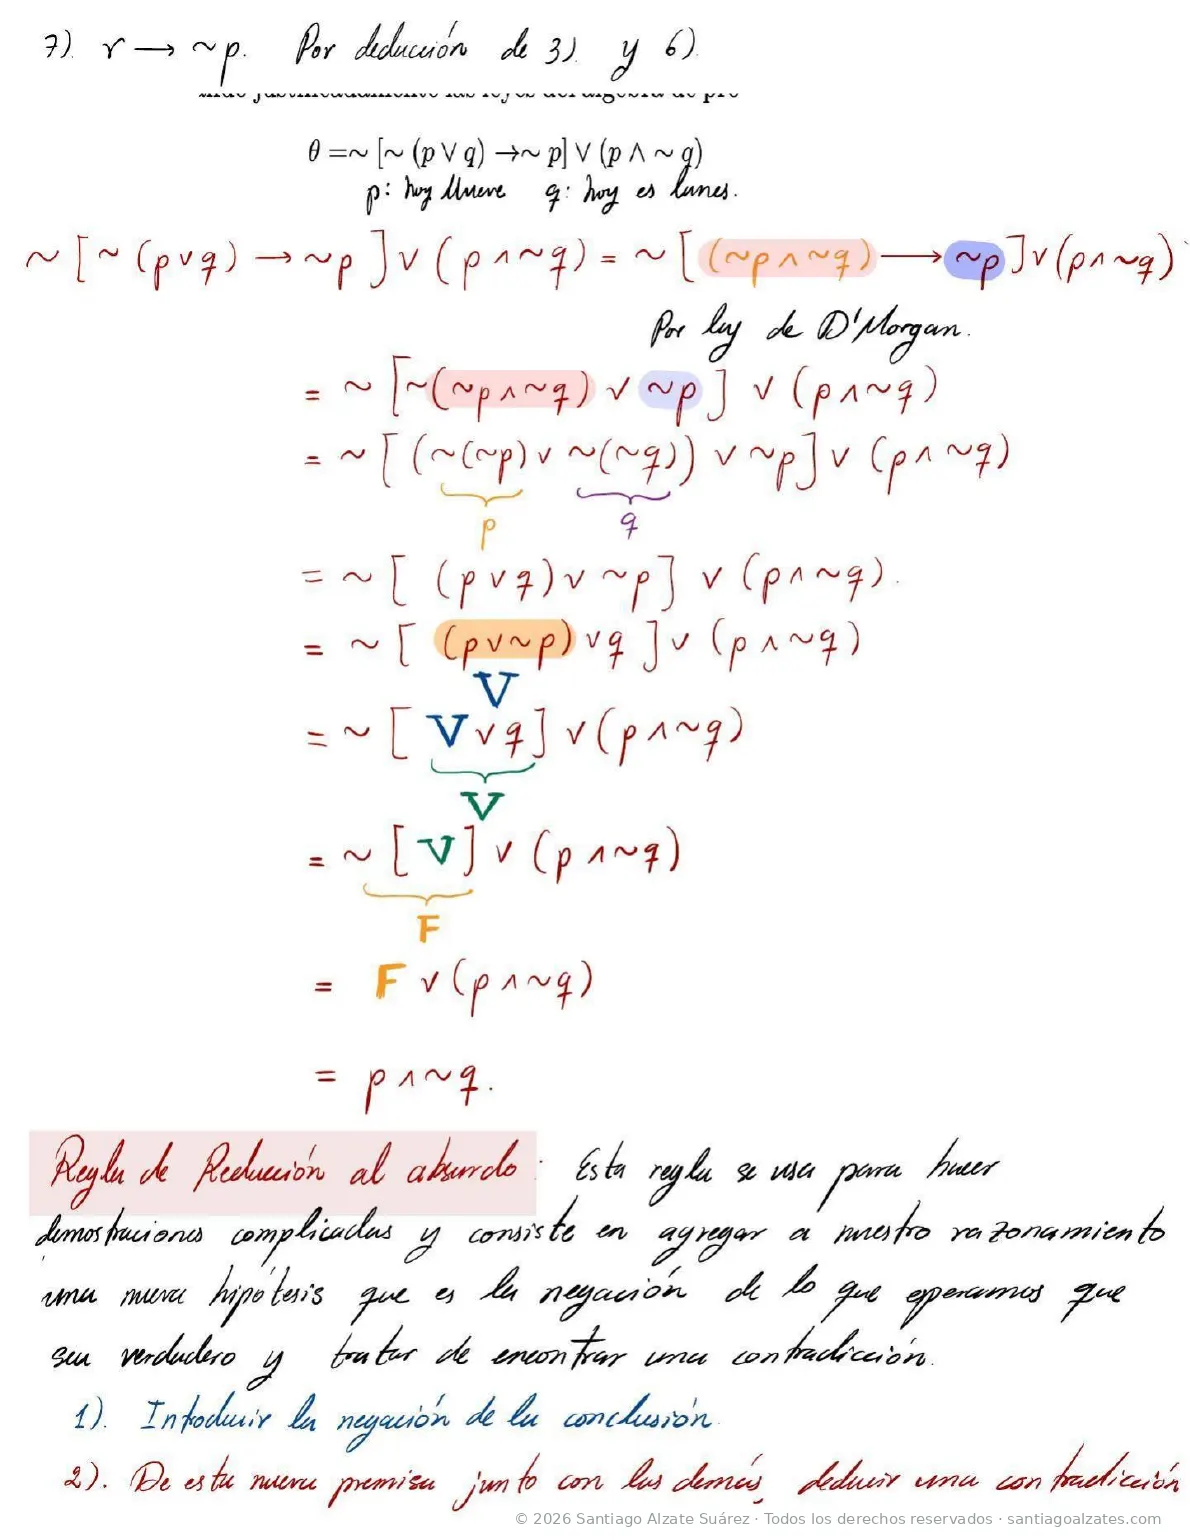 7). r → ~p. Por deducción de 3) y 6).
θ =~ [~ (p ∨ q) →~ p] ∨ (p ∧ ~ q)
p: hoy llueve q: hoy es lunes.
~ [ ~ (p ∨ q) → ~p ] ∨ ( p ∧ ~q) = ~ [ (~p ∧ ~q) → ~p ] ∨ (p ∧ ~q)
Por ley de D'Morgan.
= ~ [ ~(~p ∧ ~q) ∨ ~p ] ∨ (p ∧ ~q)
= ~ [ (~(~p) ∨ ~(~q)) ∨ ~p ] ∨ (p ∧ ~q)
p q
= ~ [ (p ∨ q) ∨ ~p ] ∨ (p ∧ ~q).
= ~ [ (p ∨ ~p) ∨ q ] ∨ (p ∧ ~q)
V
= ~ [ V ∨ q ] ∨ (p ∧ ~q)
V
= ~ [ V ] ∨ (p ∧ ~q)
F
= F ∨ (p ∧ ~q)
= p ∧ ~q.
Regla de Reducción al absurdo: Esta regla se usa para hacer
demostraciones complicadas y consiste en agregar a nuestro razonamiento
una nueva hipótesis que es la negación de lo que esperamos que
sea verdadero y tratar de encontrar una contradicción.
1). Introducir la negación de la conclusión.
2). De esta nueva premisa junto con las demás, deducir una contradicción
© 2026 Santiago Alzate Suárez · Todos los derechos reservados · santiagoalzates.com